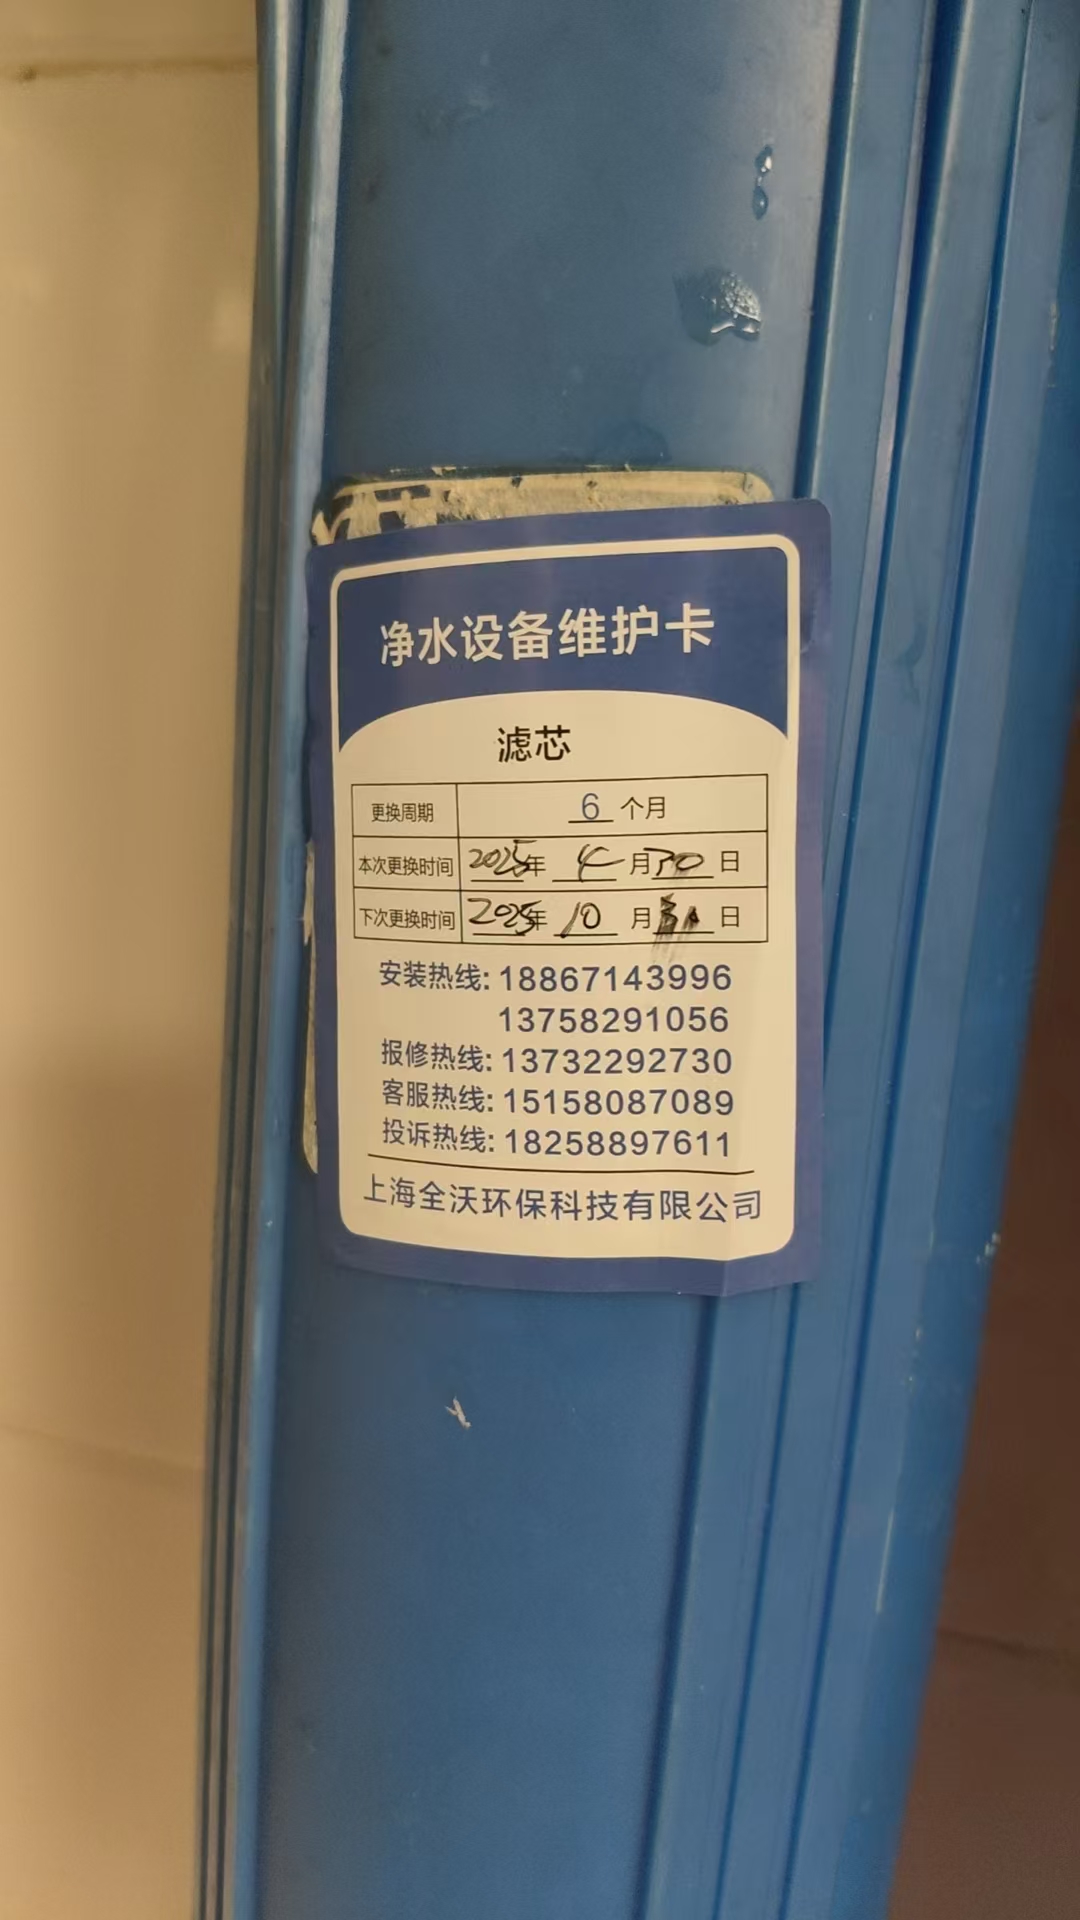 净水设备维护卡
滤芯
更换周期 6 个月
本次更换时间 2025年 4 月 30 日
下次更换时间 2025年 10 月 日
安装热线: 18867143996
13758291056
报修热线: 13732292730
客服热线: 15158087089
投诉热线: 18258897611
上海全沃环保科技有限公司